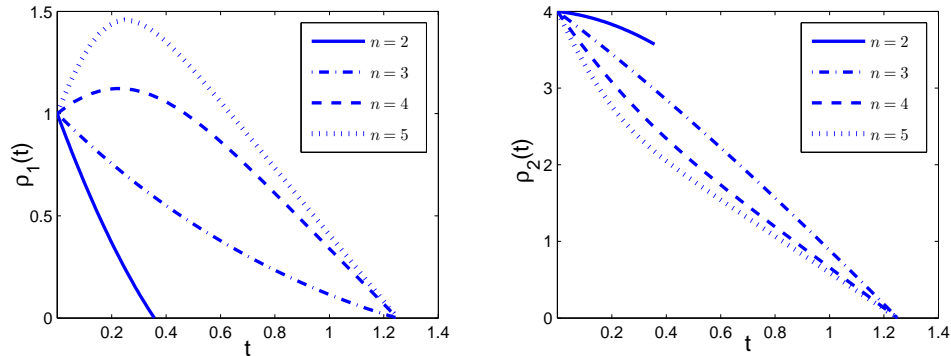 1.5
1
0.5
0
0.2 0.4 0.6 0.8 1 1.2 1.4
t
ρ1(t)
n = 2
n = 3
n = 4
n = 5
4
3
2
1
0
0.2 0.4 0.6 0.8 1 1.2 1.4
t
ρ2(t)
n = 2
n = 3
n = 4
n = 5